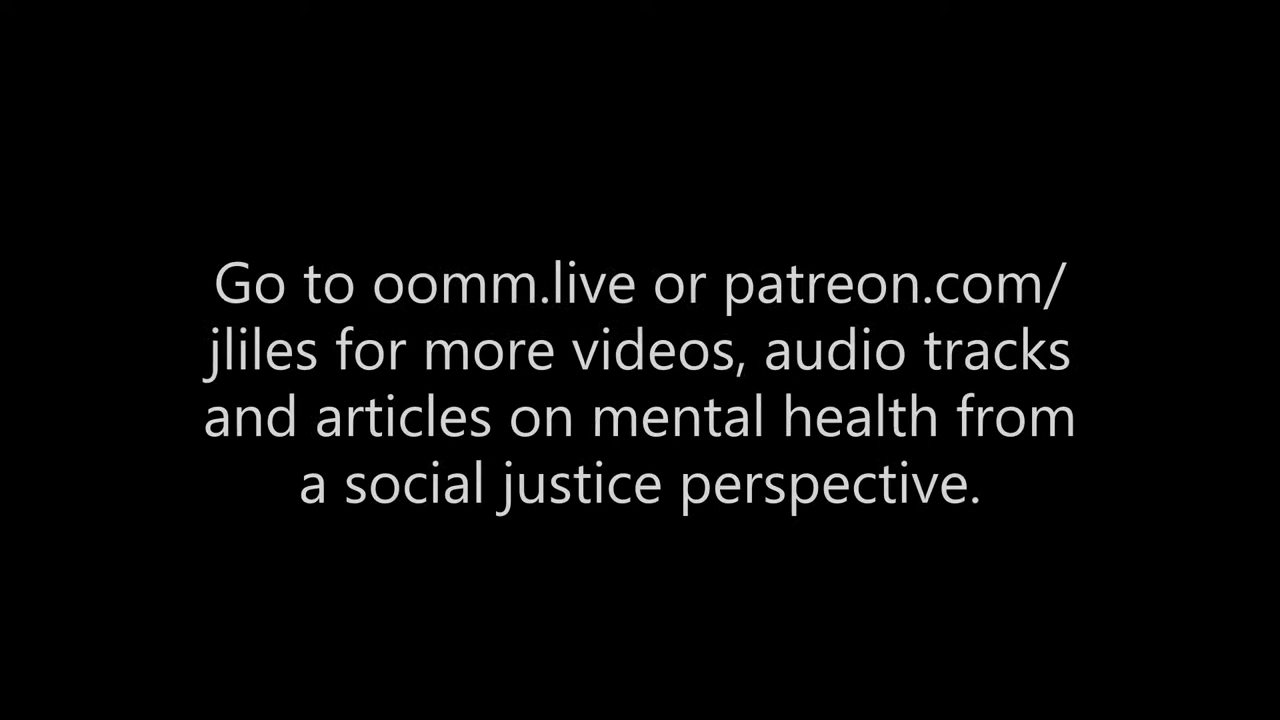 Go to oomm.live or patreon.com/
jliles for more videos, audio tracks
and articles on mental health from
a social justice perspective.